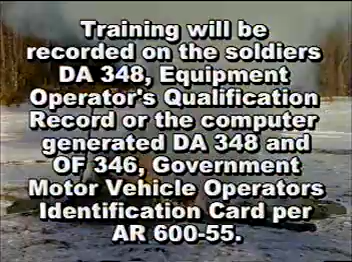 Training will be
recorded on the soldiers
DA 348, Equipment
Operator's Qualification
Record or the computer
generated DA 348 and
OF 346, Government
Motor Vehicle Operators
Identification Card per
AR 600-55.